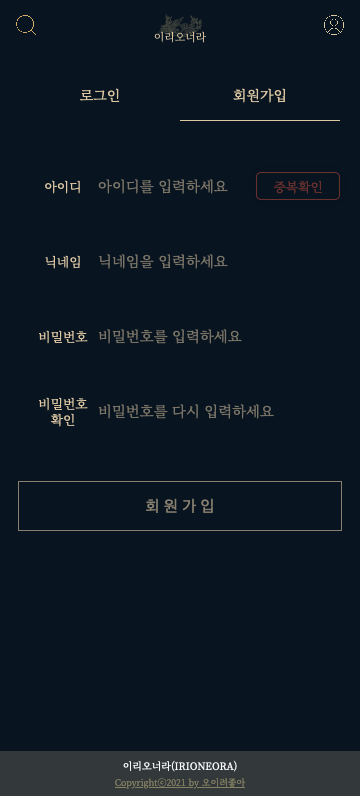 이리오너라
로그인 회원가입
아이디 아이디를 입력하세요 중복확인
닉네임 닉네임을 입력하세요
비밀번호 비밀번호를 입력하세요
비밀번호
확인 비밀번호를 다시 입력하세요
회원가입
이리오너라(IRIONEORA)
Copyrightⓒ2021 by 오이려좋아